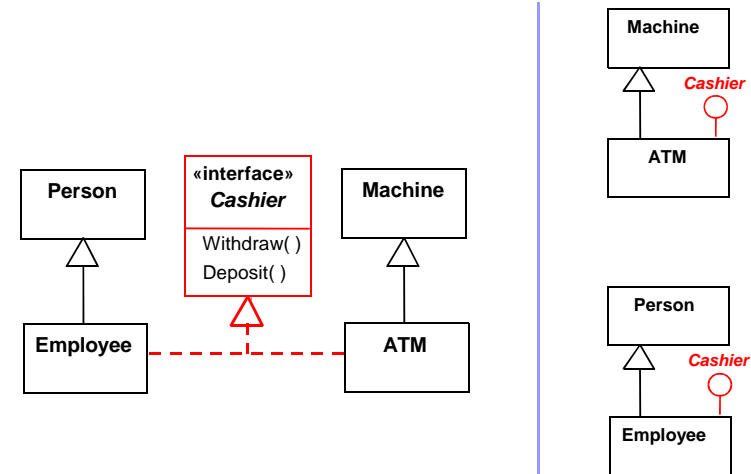 «interface»
Cashier
Person
Machine
Withdraw( )
Deposit( )
Employee
ATM
Machine
Cashier
ATM
Person
Cashier
Employee